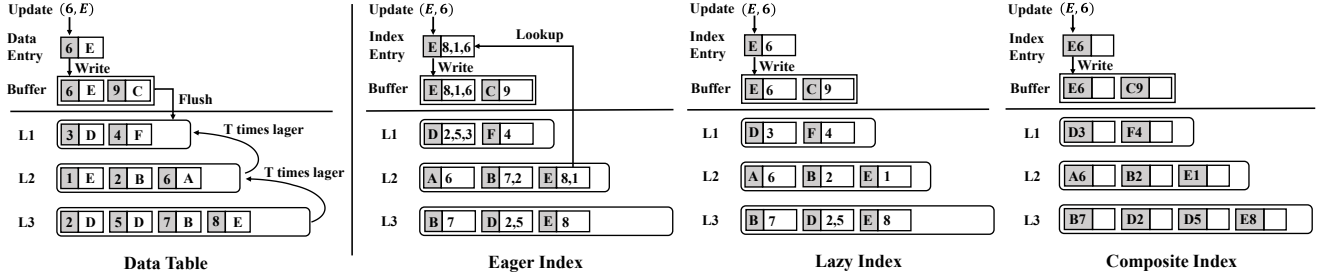 Update (6, E)
Data Entry
6 E
Write
Buffer
6 E 9 C
Flush
L1
3 D 4 F
T times lager
L2
1 E 2 B 6 A
T times lager
L3
2 D 5 D 7 B 8 E
Data Table
Update (E, 6)
Index Entry
E 8,1,6
Lookup
Write
Buffer
E 8,1,6 C 9
L1
D 2,5,3 F 4
L2
A 6 B 7,2 E 8,1
L3
B 7 D 2,5 E 8
Eager Index
Update (E, 6)
Index Entry
E 6
Write
Buffer
E 6 C 9
L1
D 3 F 4
L2
A 6 B 2 E 1
L3
B 7 D 2,5 E 8
Lazy Index
Update (E, 6)
Index Entry
E6
Write
Buffer
E6 C9
L1
D3 F4
L2
A6 B2 E1
L3
B7 D2 D5 E8
Composite Index